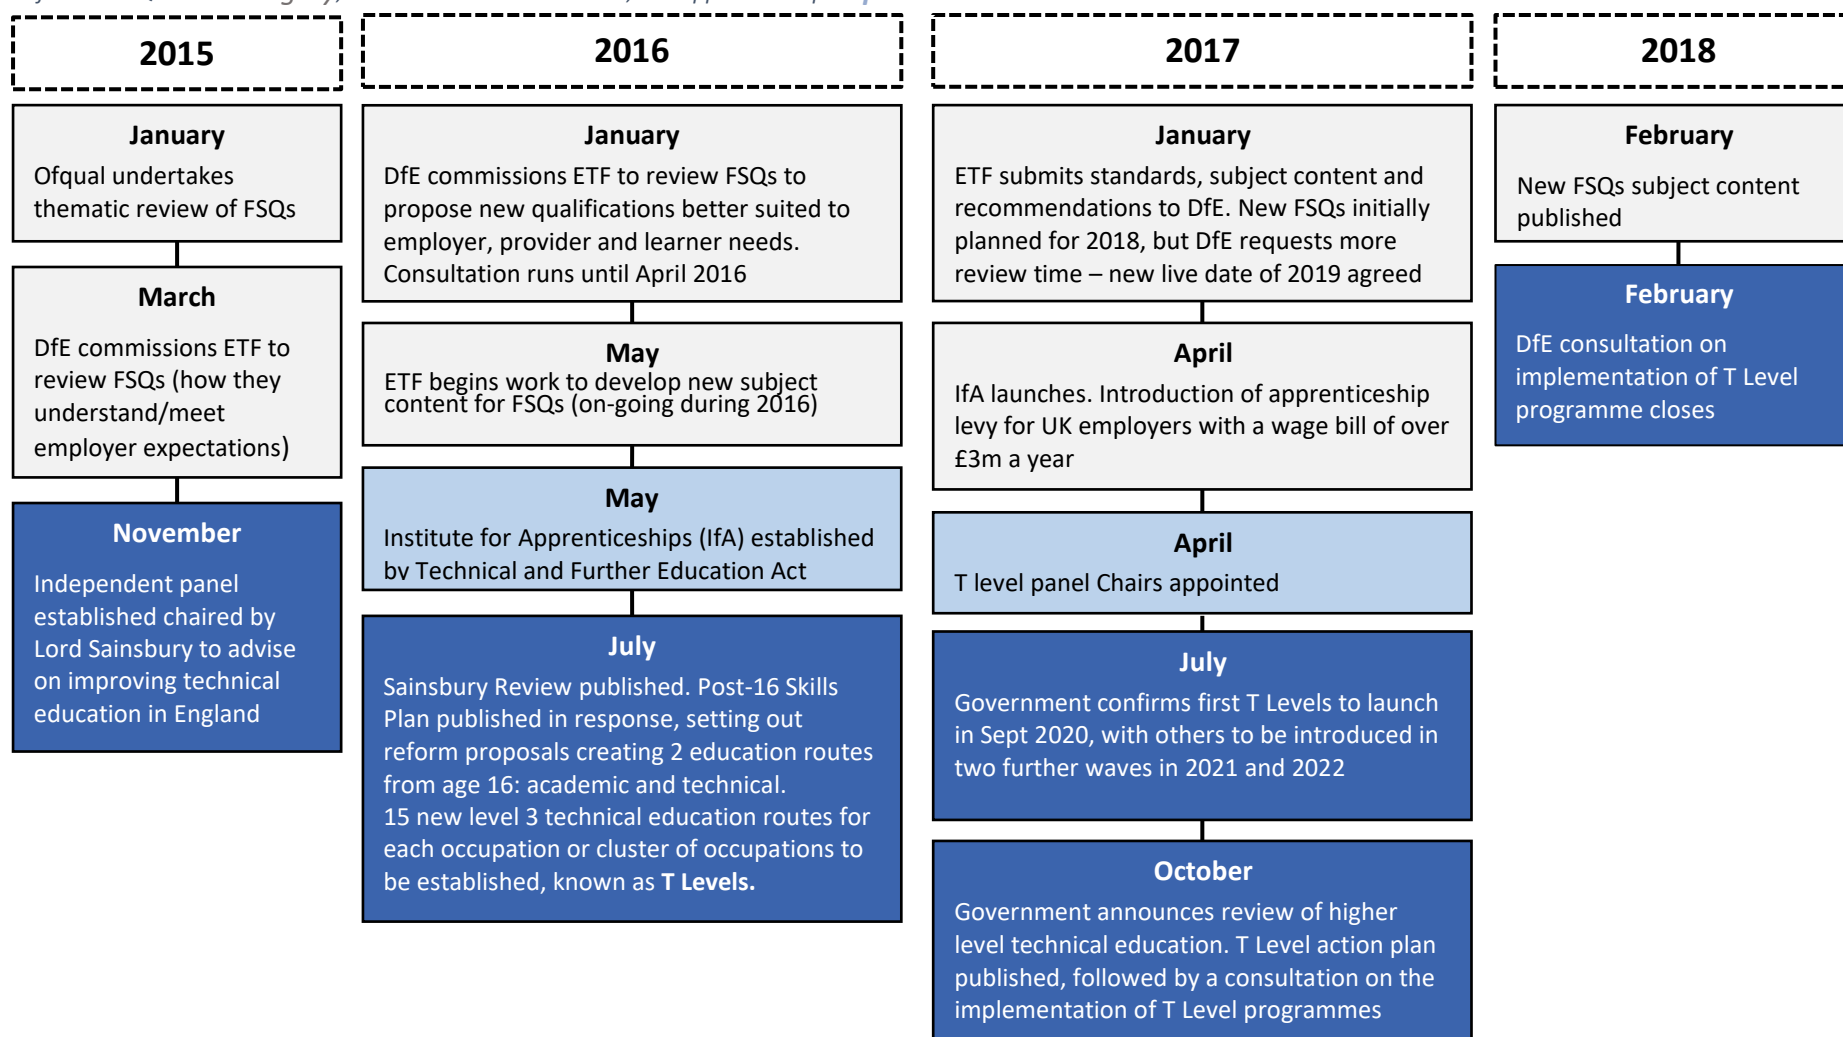 2015
January
Ofqual undertakes
thematic review of FSQs
March
DfE commissions ETF to
review FSQs (how they
understand/meet
employer expectations)
November
Independent panel
established chaired by
Lord Sainsbury to advise
on improving technical
education in England
2016
January
DfE commissions ETF to review FSQs to
propose new qualifications better suited to
employer, provider and learner needs.
Consultation runs until April 2016
May
ETF begins work to develop new subject
content for FSQs (on-going during 2016)
May
Institute for Apprenticeships (IfA) established
by Technical and Further Education Act
July
Sainsbury Review published. Post-16 Skills
Plan published in response, setting out
reform proposals creating 2 education routes
from age 16: academic and technical.
15 new level 3 technical education routes for
each occupation or cluster of occupations to
be established, known as T Levels.
2017
January
ETF submits standards, subject content and
recommendations to DfE. New FSQs initially
planned for 2018, but DfE requests more
review time – new live date of 2019 agreed
April
IfA launches. Introduction of apprenticeship
levy for UK employers with a wage bill of over
£3m a year
April
T level panel Chairs appointed
July
Government confirms first T Levels to launch
in Sept 2020, with others to be introduced in
two further waves in 2021 and 2022
October
Government announces review of higher
level technical education. T Level action plan
published, followed by a consultation on the
implementation of T Level programmes
2018
February
New FSQs subject content
published
February
DfE consultation on
implementation of T Level
programme closes